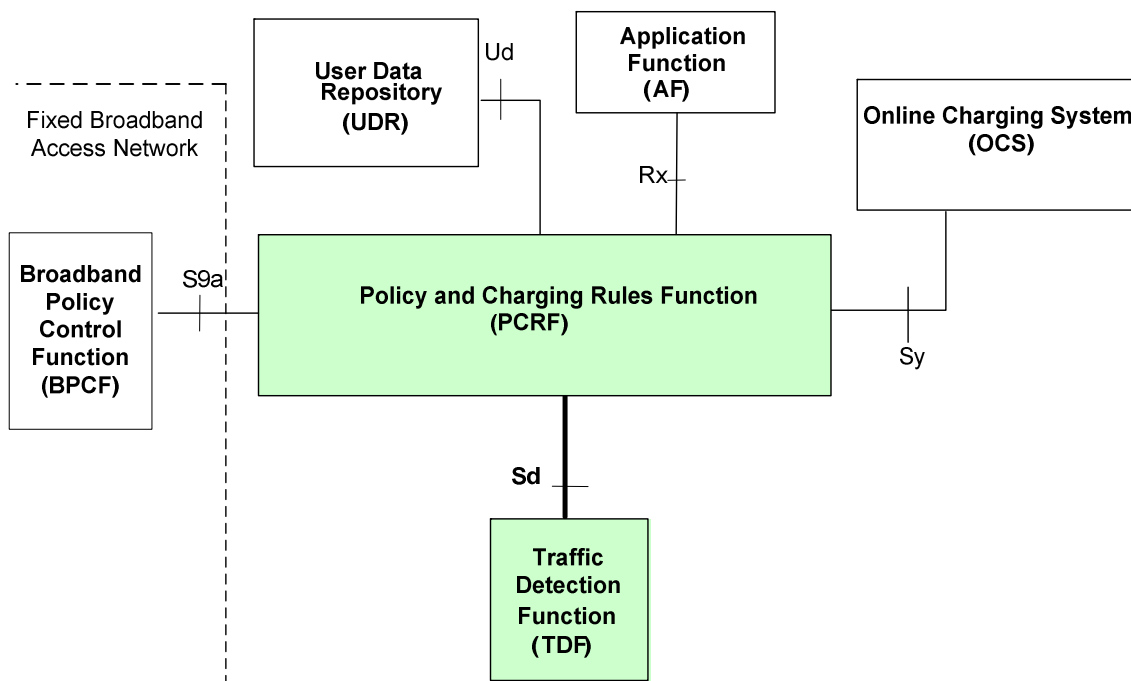 User Data
Repository
(UDR)
Ud
Application
Function
(AF)
Online Charging System
(OCS)
Fixed Broadband
Access Network
Rx
Broadband
Policy
Control
Function
(BPCF)
S9a
Policy and Charging Rules Function
(PCRF)
Sy
Sd
Traffic
Detection
Function
(TDF)